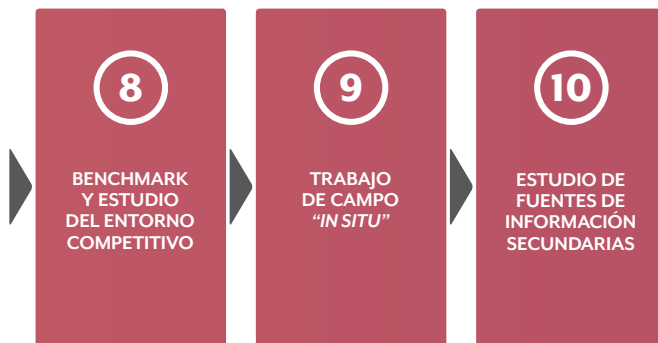 8
BENCHMARK
Y ESTUDIO
DEL ENTORNO
COMPETITIVO
9
TRABAJO
DE CAMPO
“IN SITU”
10
ESTUDIO DE
FUENTES DE
INFORMACIÓN
SECUNDARIAS